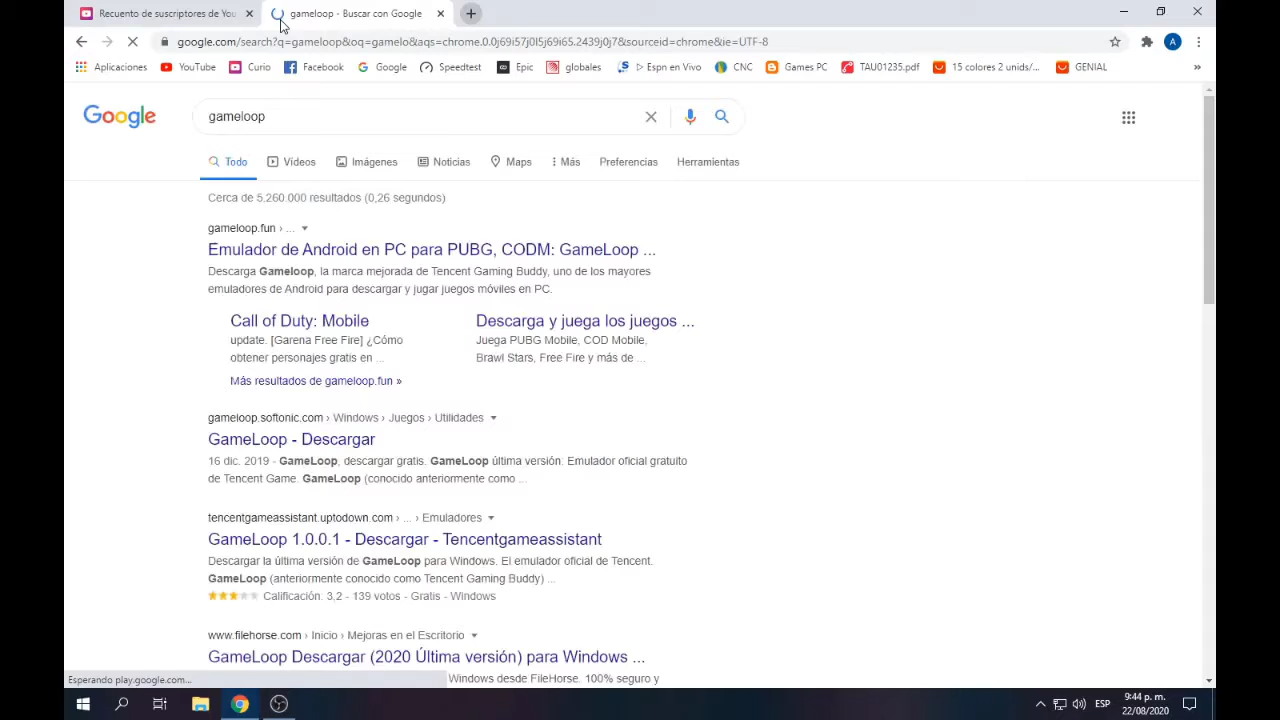 Recuento de suscriptores de You
gameloop - Buscar con Google
google.com/search?q=gameloop&oq=gamelo&aqs=chrome.0.0j69i57j0l5j69i65.2439j0j7&sourceid=chrome&ie=UTF-8
A
Aplicaciones YouTube Curio Facebook Google Speedtest Epic globales ▷ Espn en Vivo CNC Games PC TAU01235.pdf 15 colores 2 unids/... GENIAL »
Google
gameloop
Todo Vídeos Imágenes Noticias Maps Más Preferencias Herramientas
Cerca de 5.260.000 resultados (0,26 segundos)
gameloop.fun › ...
Emulador de Android en PC para PUBG, CODM: GameLoop ...
Descarga Gameloop, la marca mejorada de Tencent Gaming Buddy, uno de los mayores
emuladores de Android para descargar y jugar juegos móviles en PC.
Call of Duty: Mobile
update. [Garena Free Fire] ¿Cómo
obtener personajes gratis en ...
Descarga y juega los juegos ...
Juega PUBG Mobile, COD Mobile,
Brawl Stars, Free Fire y más de ...
Más resultados de gameloop.fun »
gameloop.softonic.com › Windows › Juegos › Utilidades
GameLoop - Descargar
16 dic. 2019 - GameLoop, descargar gratis. GameLoop última versión: Emulador oficial gratuito
de Tencent Game. GameLoop (conocido anteriormente como ...
tencentgameassistant.uptodown.com › ... › Emuladores
GameLoop 1.0.0.1 - Descargar - Tencentgameassistant
Descargar la última versión de GameLoop para Windows. El emulador oficial de Tencent.
GameLoop (anteriormente conocido como Tencent Gaming Buddy) ...
Calificación: 3,2 - 139 votos - Gratis - Windows
www.filehorse.com › Inicio › Mejoras en el Escritorio
GameLoop Descargar (2020 Última versión) para Windows ...
Windows desde FileHorse. 100% seguro y
Esperando play.google.com...
ESP
9:44 p. m.
22/08/2020